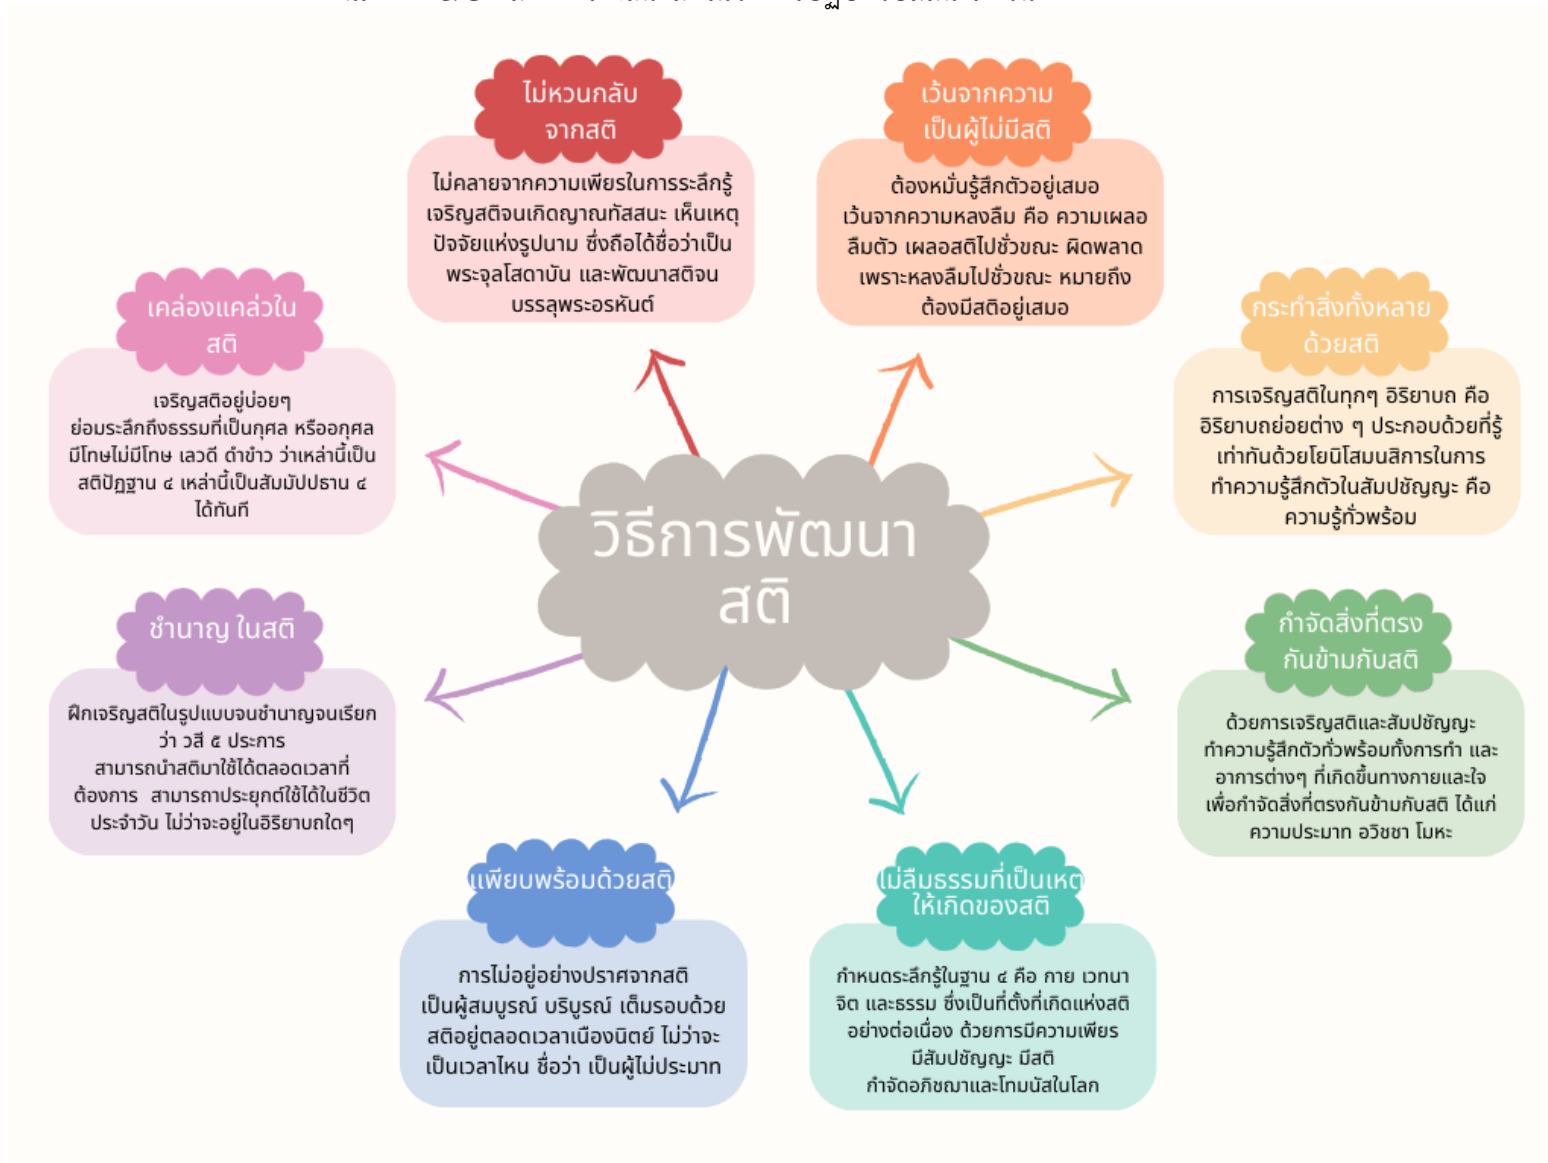 วิธีการพัฒนา
สติ
เว้นจากความ
เป็นผู้ไม่มีสติ
ต้องหมั่นรู้สึกตัวอยู่เสมอ
เว้นจากความหลงลืม คือ ความเผลอ
ลืมตัว เผลอสติไปชั่วขณะ ผิดพลาด
เพราะหลงลืมไปชั่วขณะ หมายถึง
ต้องมีสติอยู่เสมอ
กระทำสิ่งทั้งหลาย
ด้วยสติ
การเจริญสติในทุกๆ อิริยาบถ คือ
อิริยาบถย่อยต่าง ๆ ประกอบด้วยที่รู้
เท่าทันด้วยโยนิโสมนสิการในการ
ทำความรู้สึกตัวในสัมปชัญญะ คือ
ความรู้ทั่วพร้อม
กำจัดสิ่งที่ตรง
กันข้ามกับสติ
ด้วยการเจริญสติและสัมปชัญญะ
ทำความรู้สึกตัวทั่วพร้อมทั้งการทำ และ
อาการต่างๆ ที่เกิดขึ้นทางกายและใจ
เพื่อกำจัดสิ่งที่ตรงกันข้ามกับสติ ได้แก่
ความประมาท อวิชชา โมหะ
ไม่ลืมธรรมที่เป็นเหตุ
ให้เกิดของสติ
กำหนดระลึกรู้ในฐาน ๔ คือ กาย เวทนา
จิต และธรรม ซึ่งเป็นที่ตั้งที่เกิดแห่งสติ
อย่างต่อเนื่อง ด้วยการมีความเพียร
มีสัมปชัญญะ มีสติ
กำจัดอภิชฌาและโทมนัสในโลก
แพียบพร้อมด้วยสติ
การไม่อยู่อย่างปราศจากสติ
เป็นผู้สมบูรณ์ บริบูรณ์ เต็มรอบด้วย
สติอยู่ตลอดเวลาเนืองนิตย์ ไม่ว่าจะ
เป็นเวลาไหน ชื่อว่า เป็นผู้ไม่ประมาท
ชำนาญ ในสติ
ฝึกเจริญสติในรูปแบบจนชำนาญจนเรียก
ว่า วสี ๕ ประการ
สามารถนำสติมาใช้ได้ตลอดเวลาที่
ต้องการ สามารถาประยุกต์ใช้ได้ในชีวิต
ประจำวัน ไม่ว่าจะอยู่ในอิริยาบถใดๆ
เคล่องแคล่วใน
สติ
เจริญสติอยู่บ่อยๆ
ย่อมระลึกถึงธรรมที่เป็นกุศล หรืออกุศล
มีโทษไม่มีโทษ เลวดี ดำขำว ว่าเหล่านี้เป็น
สติปัฏฐาน ๔ เหล่านี้เป็นสัมมัปปธาน ๔
ได้ทันที
ไม่หวนกลับ
จากสติ
ไม่คลายจากความเพียรในการระลึกรู้
เจริญสติจนเกิดญาณทัสสนะ เห็นเหตุ
ปัจจัยแห่งรูปนาม ซึ่งถือได้ชื่อว่าเป็น
พระจุลโสดาบัน และพัฒนาสติจน
บรรลุพระอรหันต์